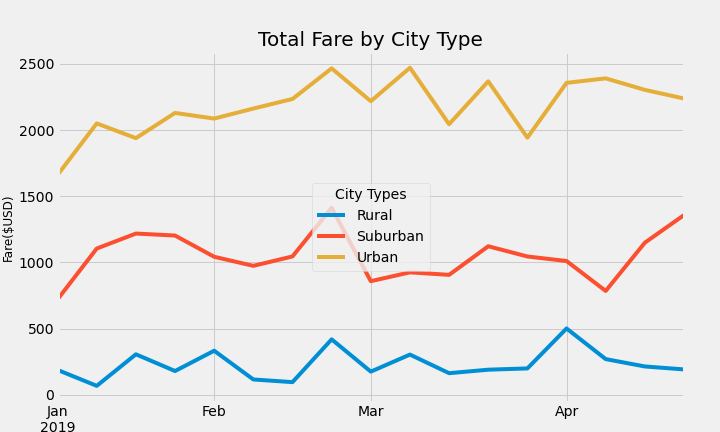 Total Fare by City Type
2500
2000
1500
1000
500
0
Fare($USD)
City Types
Rural
Suburban
Urban
Jan Feb Mar Apr
2019